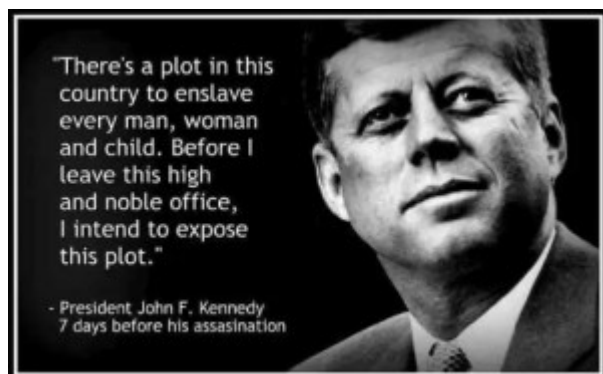 "There's a plot in this
country to enslave
every man, woman
and child. Before I
leave this high
and noble office,
I intend to expose
this plot."
- President John F. Kennedy
7 days before his assasination